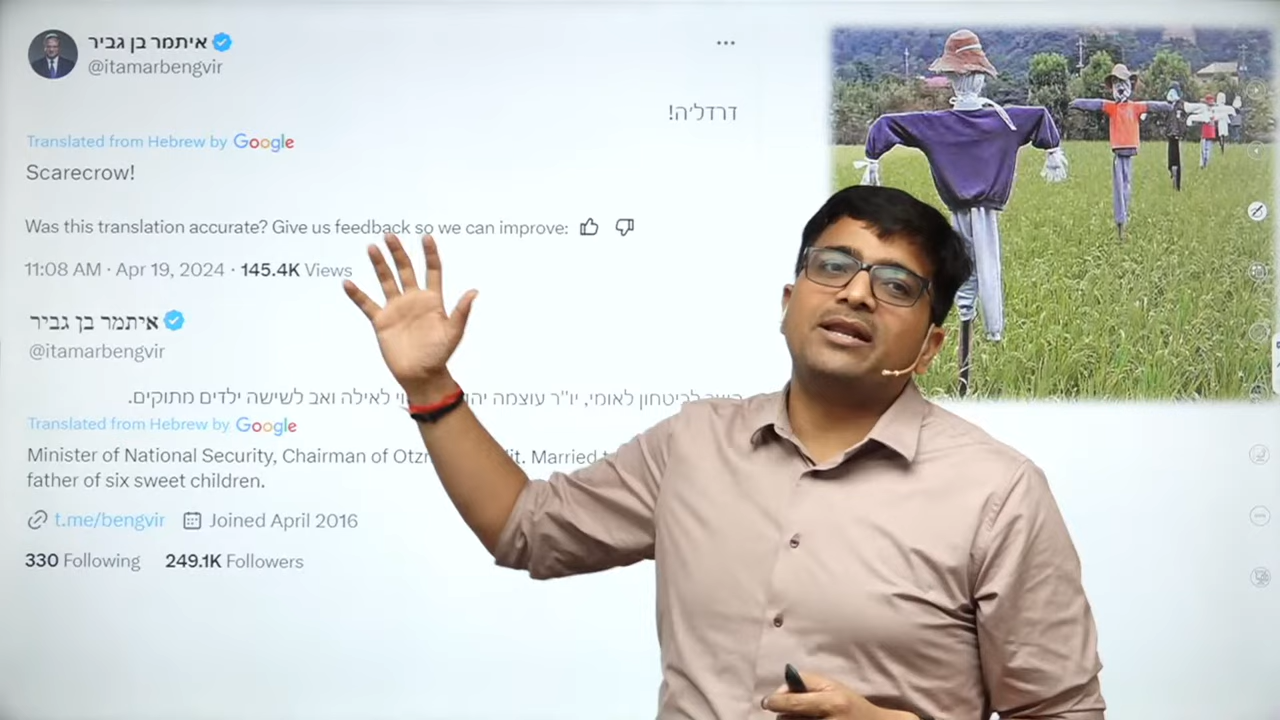 איתמר בן גביר
@itamarbengvir
דרדל׳ה!
Translated from Hebrew by Google
Scarecrow!
Was this translation accurate? Give us feedback so we can improve:
11:08 AM · Apr 19, 2024 · 145.4K Views
איתמר בן גביר
@itamarbengvir
לביטחון לאומי, יו"ר עוצמה לאילה ואב לשישה ילדים מתוקים.
Translated from Hebrew by Google
Minister of National Security, Chairman of Married
father of six sweet children.
t.me/bengvir Joined April 2016
330 Following 249.1K Followers